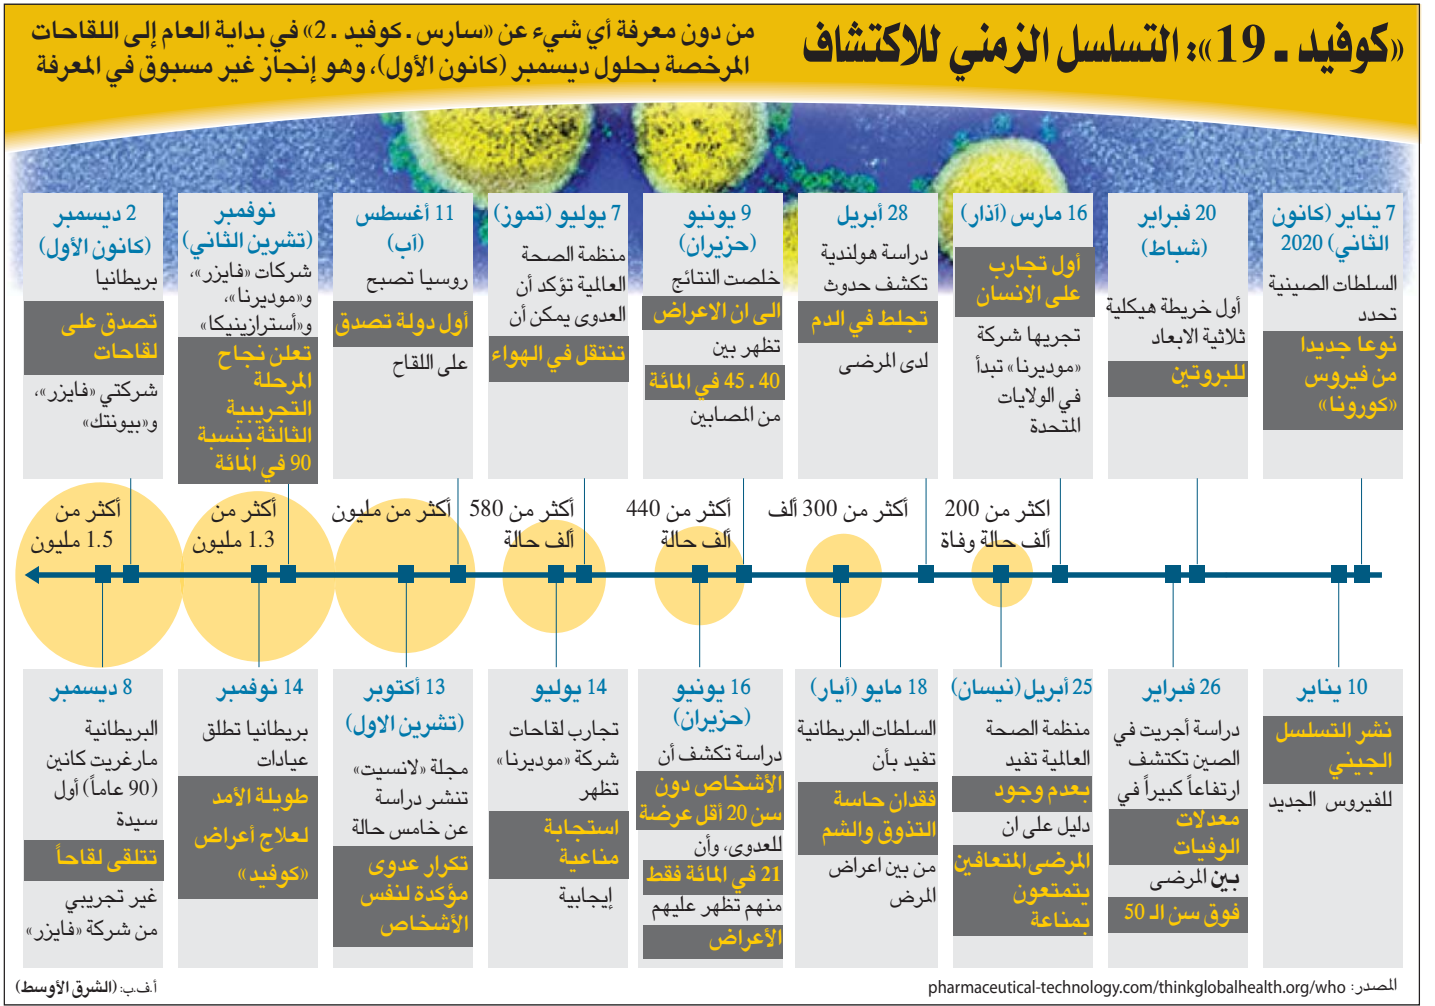 «كوفيد ـ 19»: التسلسل الزمني للاكتشاف
من دون معرفة أي شيء عن «سارس ـ كوفيد ـ 2» في بداية العام إلى اللقاحات
المرخصة بحلول ديسمبر (كانون الأول)، وهو إنجاز غير مسبوق في المعرفة
7 يناير (كانون
الثاني) 2020
السلطات الصينية
تحدد
نوعا جديدا
من فيروس
«كورونا»
20 فبراير
(شباط)
أول خريطة هيكلية
ثلاثية الابعاد
للبروتين
16 مارس (آذار)
أول تجارب
على الانسان
تجريها شركة
«موديرنا» تبدأ
في الولايات
المتحدة
28 أبريل
دراسة هولندية
تكشف حدوث
تجلط في الدم
لدى المرضى
9 يونيو
(حزيران)
خلصت النتائج
الى ان الاعراض
تظهر بين
40 ـ 45 في المائة
من المصابين
7 يوليو (تموز)
منظمة الصحة
العالمية تؤكد أن
العدوى يمكن أن
تنتقل في الهواء
11 أغسطس
(آب)
روسيا تصبح
أول دولة تصدق
على اللقاح
نوفمبر
(تشرين الثاني)
شركات «فايزر»،
و«موديرنا»،
و«أسترازينيكا»
تعلن نجاح
المرحلة
التجريبية
الثالثة بنسبة
90 في المائة
2 ديسمبر
(كانون الأول)
بريطانيا
تصدق على
لقاحات
شركتي «فايزر»،
و«بيونتك»
اكثر من 200
ألف حالة وفاة
أكثر من 300 ألف
أكثر من 440
ألف حالة
أكثر من 580
ألف حالة
أكثر من مليون
أكثر من
1.3 مليون
أكثر من
1.5 مليون
10 يناير
نشر التسلسل
الجيني
للفيروس الجديد
26 فبراير
دراسة أجريت في
الصين تكتشف
ارتفاعاً كبيراً في
معدلات
الوفيات
بين المرضى
فوق سن الـ 50
25 أبريل (نيسان)
منظمة الصحة
العالمية تفيد
بعدم وجود
دليل على ان
المرضى المتعافين
يتمتعون
بمناعة
18 مايو (أيار)
السلطات البريطانية
تفيد بأن
فقدان حاسة
التذوق والشم
من بين اعراض
المرض
16 يونيو
(حزيران)
دراسة تكشف أن
الأشخاص دون
سن 20 أقل عرضة
للعدوى، وأن
21 في المائة فقط
منهم تظهر عليهم
الأعراض
14 يوليو
تجارب لقاحات
شركة «موديرنا»
تظهر
استجابة
مناعية
إيجابية
13 أكتوبر
(تشرين الاول)
مجلة «لانسيت»
تنشر دراسة
عن خامس حالة
تكرار عدوى
مؤكدة لنفس
الأشخاص
14 نوفمبر
بريطانيا تطلق
عيادات
طويلة الأمد
لعلاج أعراض
«كوفيد»
8 ديسمبر
البريطانية
مارغريت كانين
(90 عاماً) أول
سيدة
تتلقى لقاحاً
غير تجريبي
من شركة «فايزر»
المصدر: pharmaceutical-technology.com/thinkglobalhealth.org/who
أ.ف.ب: (الشرق الأوسط)